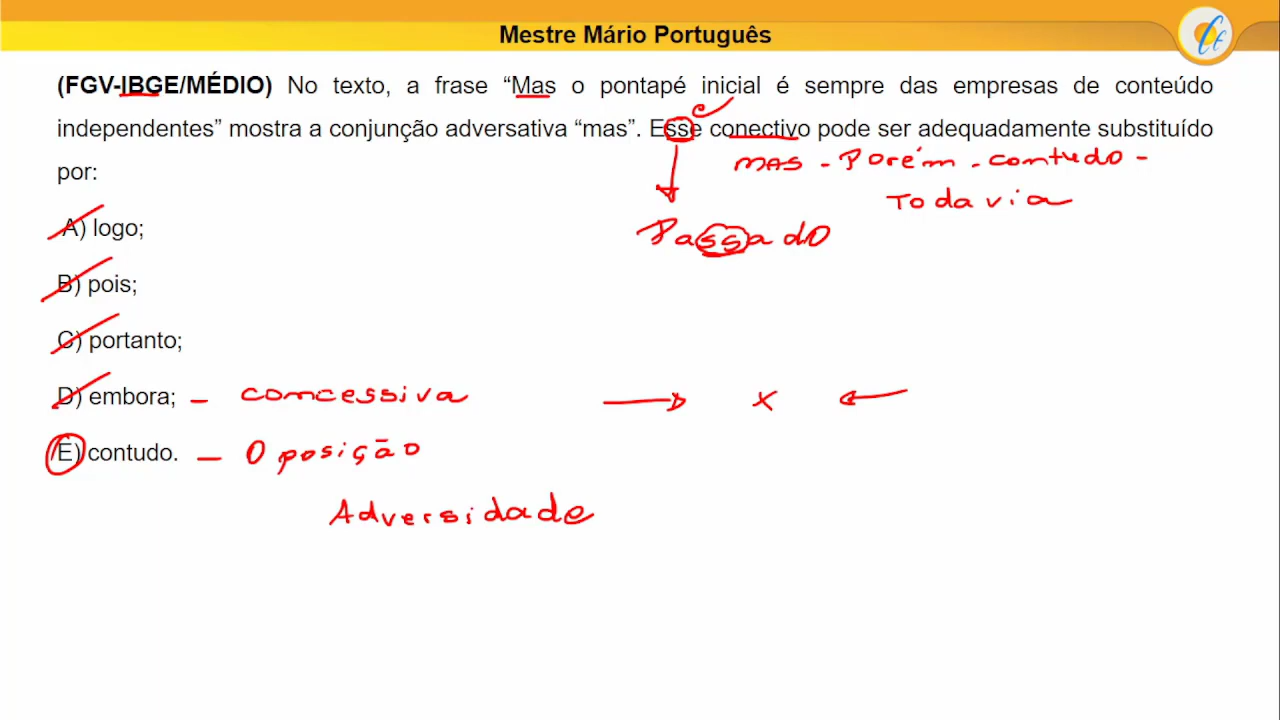 Mestre Mário Português
(FGV-IBGE/MÉDIO) No texto, a frase “Mas o pontapé inicial é sempre das empresas de conteúdo
independentes” mostra a conjunção adversativa “mas”. Esse conectivo pode ser adequadamente substituído
por:
mas - Porém - contudo -
Todavia
A) logo;
Passado
B) pois;
C) portanto;
D) embora; - concessiva → x ←
E) contudo. - Oposição
Adversidade